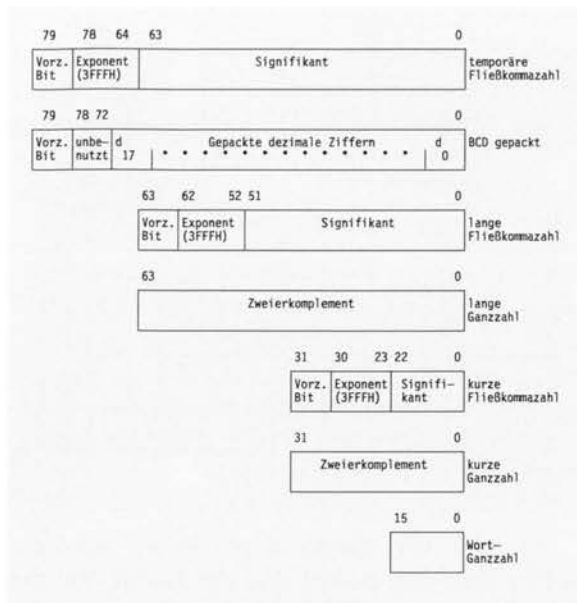 79 78 64 63 0
Vorz. Exponent Signifikant temporäre
Bit (3FFFH) Fließkommazahl
79 78 72 0
Vorz. unbe- d Gepackte dezimale Ziffern d BCD gepackt
Bit nutzt 17 0
63 62 52 51 0
Vorz. Exponent Signifikant lange
Bit (3FFFH) Fließkommazahl
63 0
Zweierkomplement lange
Ganzzahl
31 30 23 22 0
Vorz. Exponent Signifi- kurze
Bit (3FFFH) kant Fließkommazahl
31 0
Zweierkomplement kurze
Ganzzahl
15 0
Wort-
Ganzzahl